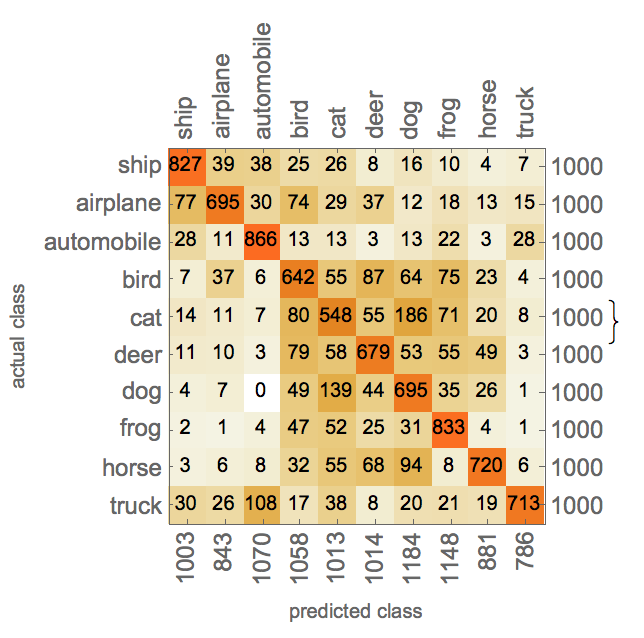 ship airplane automobile bird cat deer dog frog horse truck
ship 827 39 38 25 26 8 16 10 4 7 1000
airplane 77 695 30 74 29 37 12 18 13 15 1000
automobile 28 11 866 13 13 3 13 22 3 28 1000
bird 7 37 6 642 55 87 64 75 23 4 1000
cat 14 11 7 80 548 55 186 71 20 8 1000 }
deer 11 10 3 79 58 679 53 55 49 3 1000
dog 4 7 0 49 139 44 695 35 26 1 1000
frog 2 1 4 47 52 25 31 833 4 1 1000
horse 3 6 8 32 55 68 94 8 720 6 1000
truck 30 26 108 17 38 8 20 21 19 713 1000
1003 843 1070 1058 1013 1014 1184 1148 881 786
actual class
predicted class